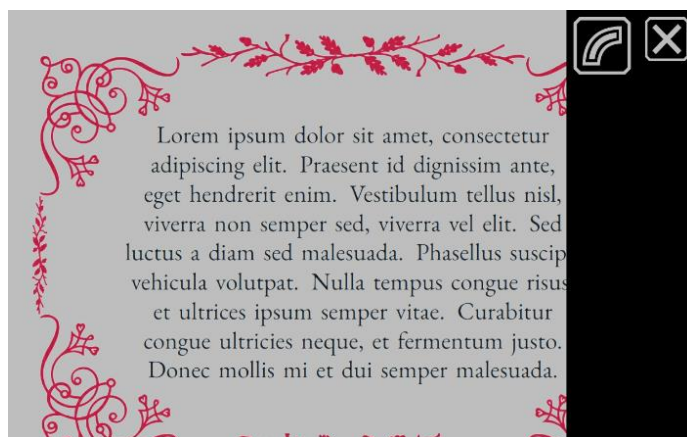 Lorem ipsum dolor sit amet, consectetur
adipiscing elit. Praesent id dignissim ante,
eget hendrerit enim. Vestibulum tellus nisl,
viverra non semper sed, viverra vel elit. Sed
luctus a diam sed malesuada. Phasellus suscip
vehicula volutpat. Nulla tempus congue risus
et ultrices ipsum semper vitae. Curabitur
congue ultricies neque, et fermentum justo.
Donec mollis mi et dui semper malesuada.